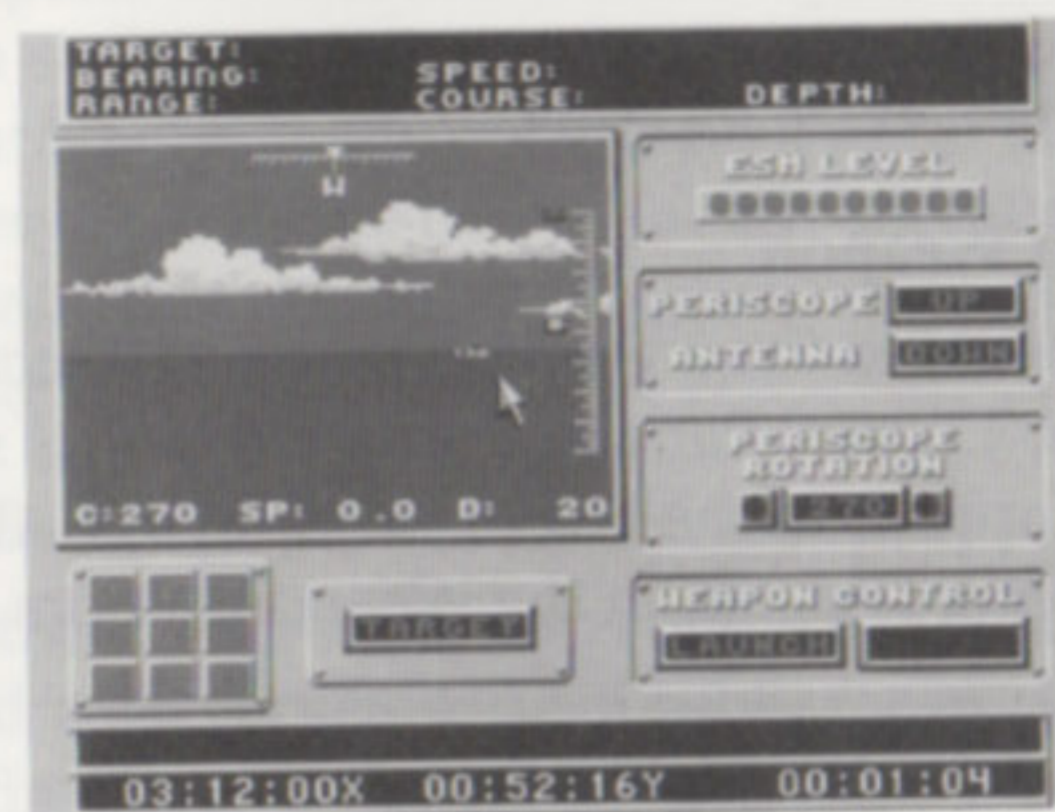 TARGET:
BEARING: SPEED:
RANGE: COURSE: DEPTH:
W
ESM LEVEL
PERISCOPE UP
ANTENNA DOWN
PERISCOPE
ROTATION
270
C:270 SP: 0.0 D: 20
TARGET
WEAPON CONTROL
LAUNCH
03:12:00X 00:52:16Y 00:01:04